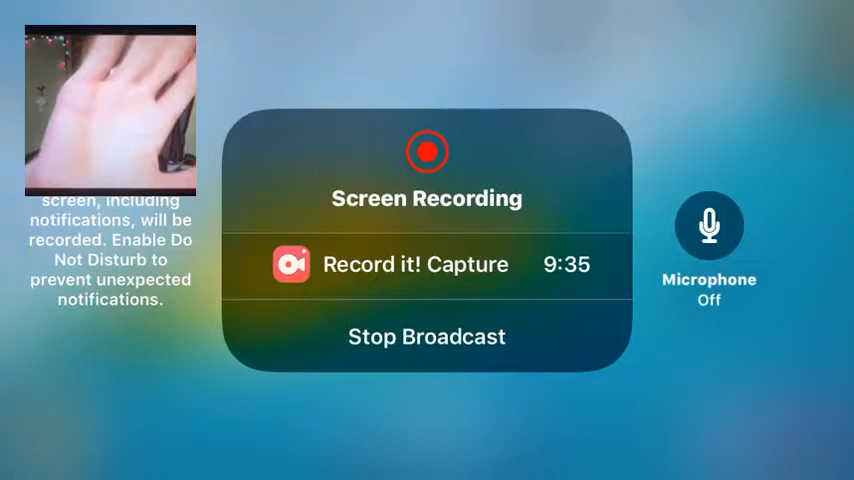 screen, including
notifications, will be
recorded. Enable Do
Not Disturb to
prevent unexpected
notifications.
Screen Recording
Record it! Capture 9:35
Stop Broadcast
Microphone
Off